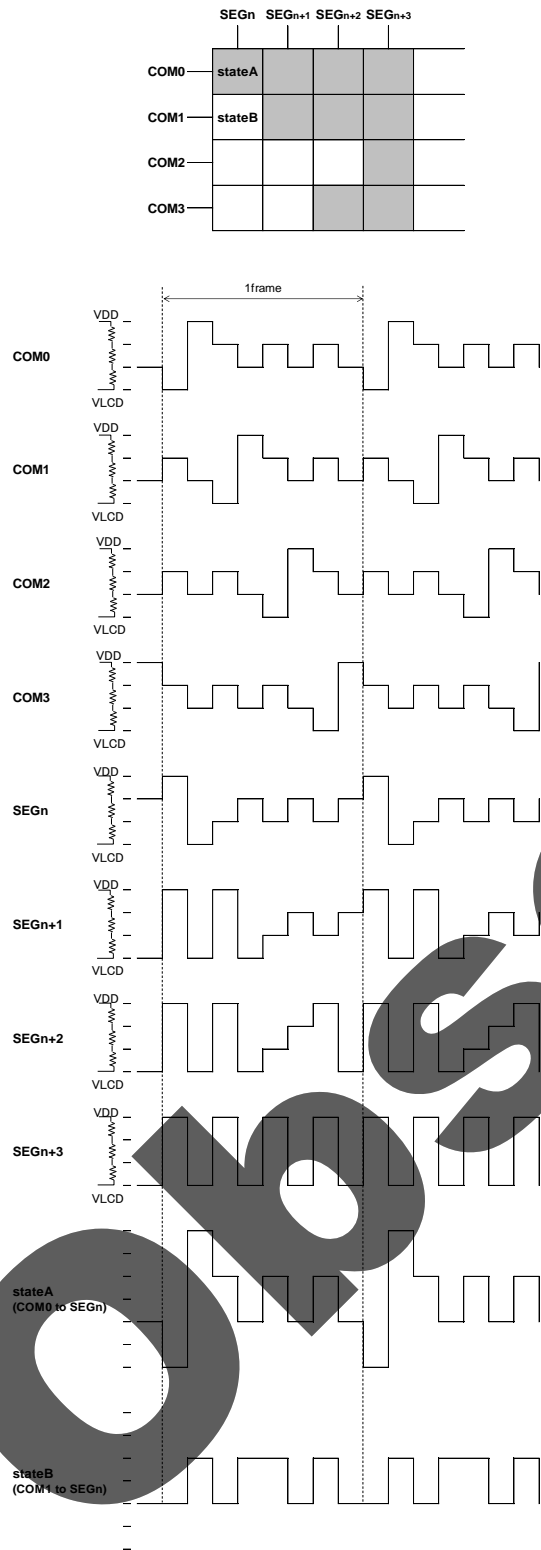 SEGn SEGn+1 SEGn+2 SEGn+3
COM0 stateA
COM1 stateB
COM2
COM3
1frame
VDD
COM0
VLCD
VDD
COM1
VLCD
VDD
COM2
VLCD
VDD
COM3
VLCD
VDD
SEGn
VLCD
VDD
SEGn+1
VLCD
VDD
SEGn+2
VLCD
VDD
SEGn+3
VLCD
stateA
(COM0 to SEGn)
stateB
(COM1 to SEGn)
Obs